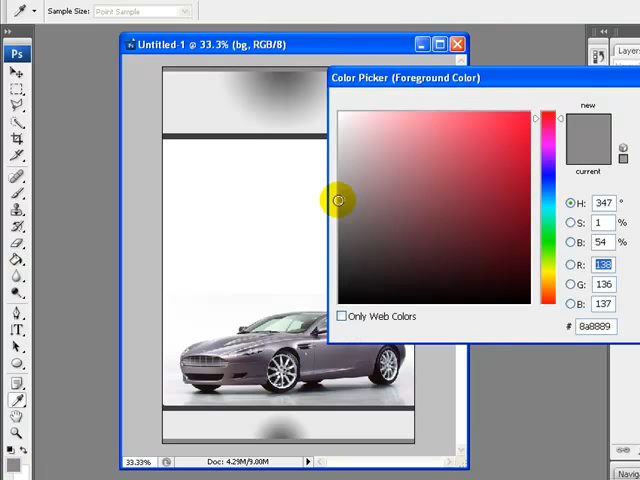 Sample Size: Point Sample
Ps
Untitled-1 @ 33.3% (bg, RGB/8)
Layers
Color Picker (Foreground Color)
new
current
H: 347 °
S: 1 %
B: 54 %
R: 138
G: 136
B: 137
Only Web Colors
# 8a8889
33.33%
Doc: 4.29M/9.00M